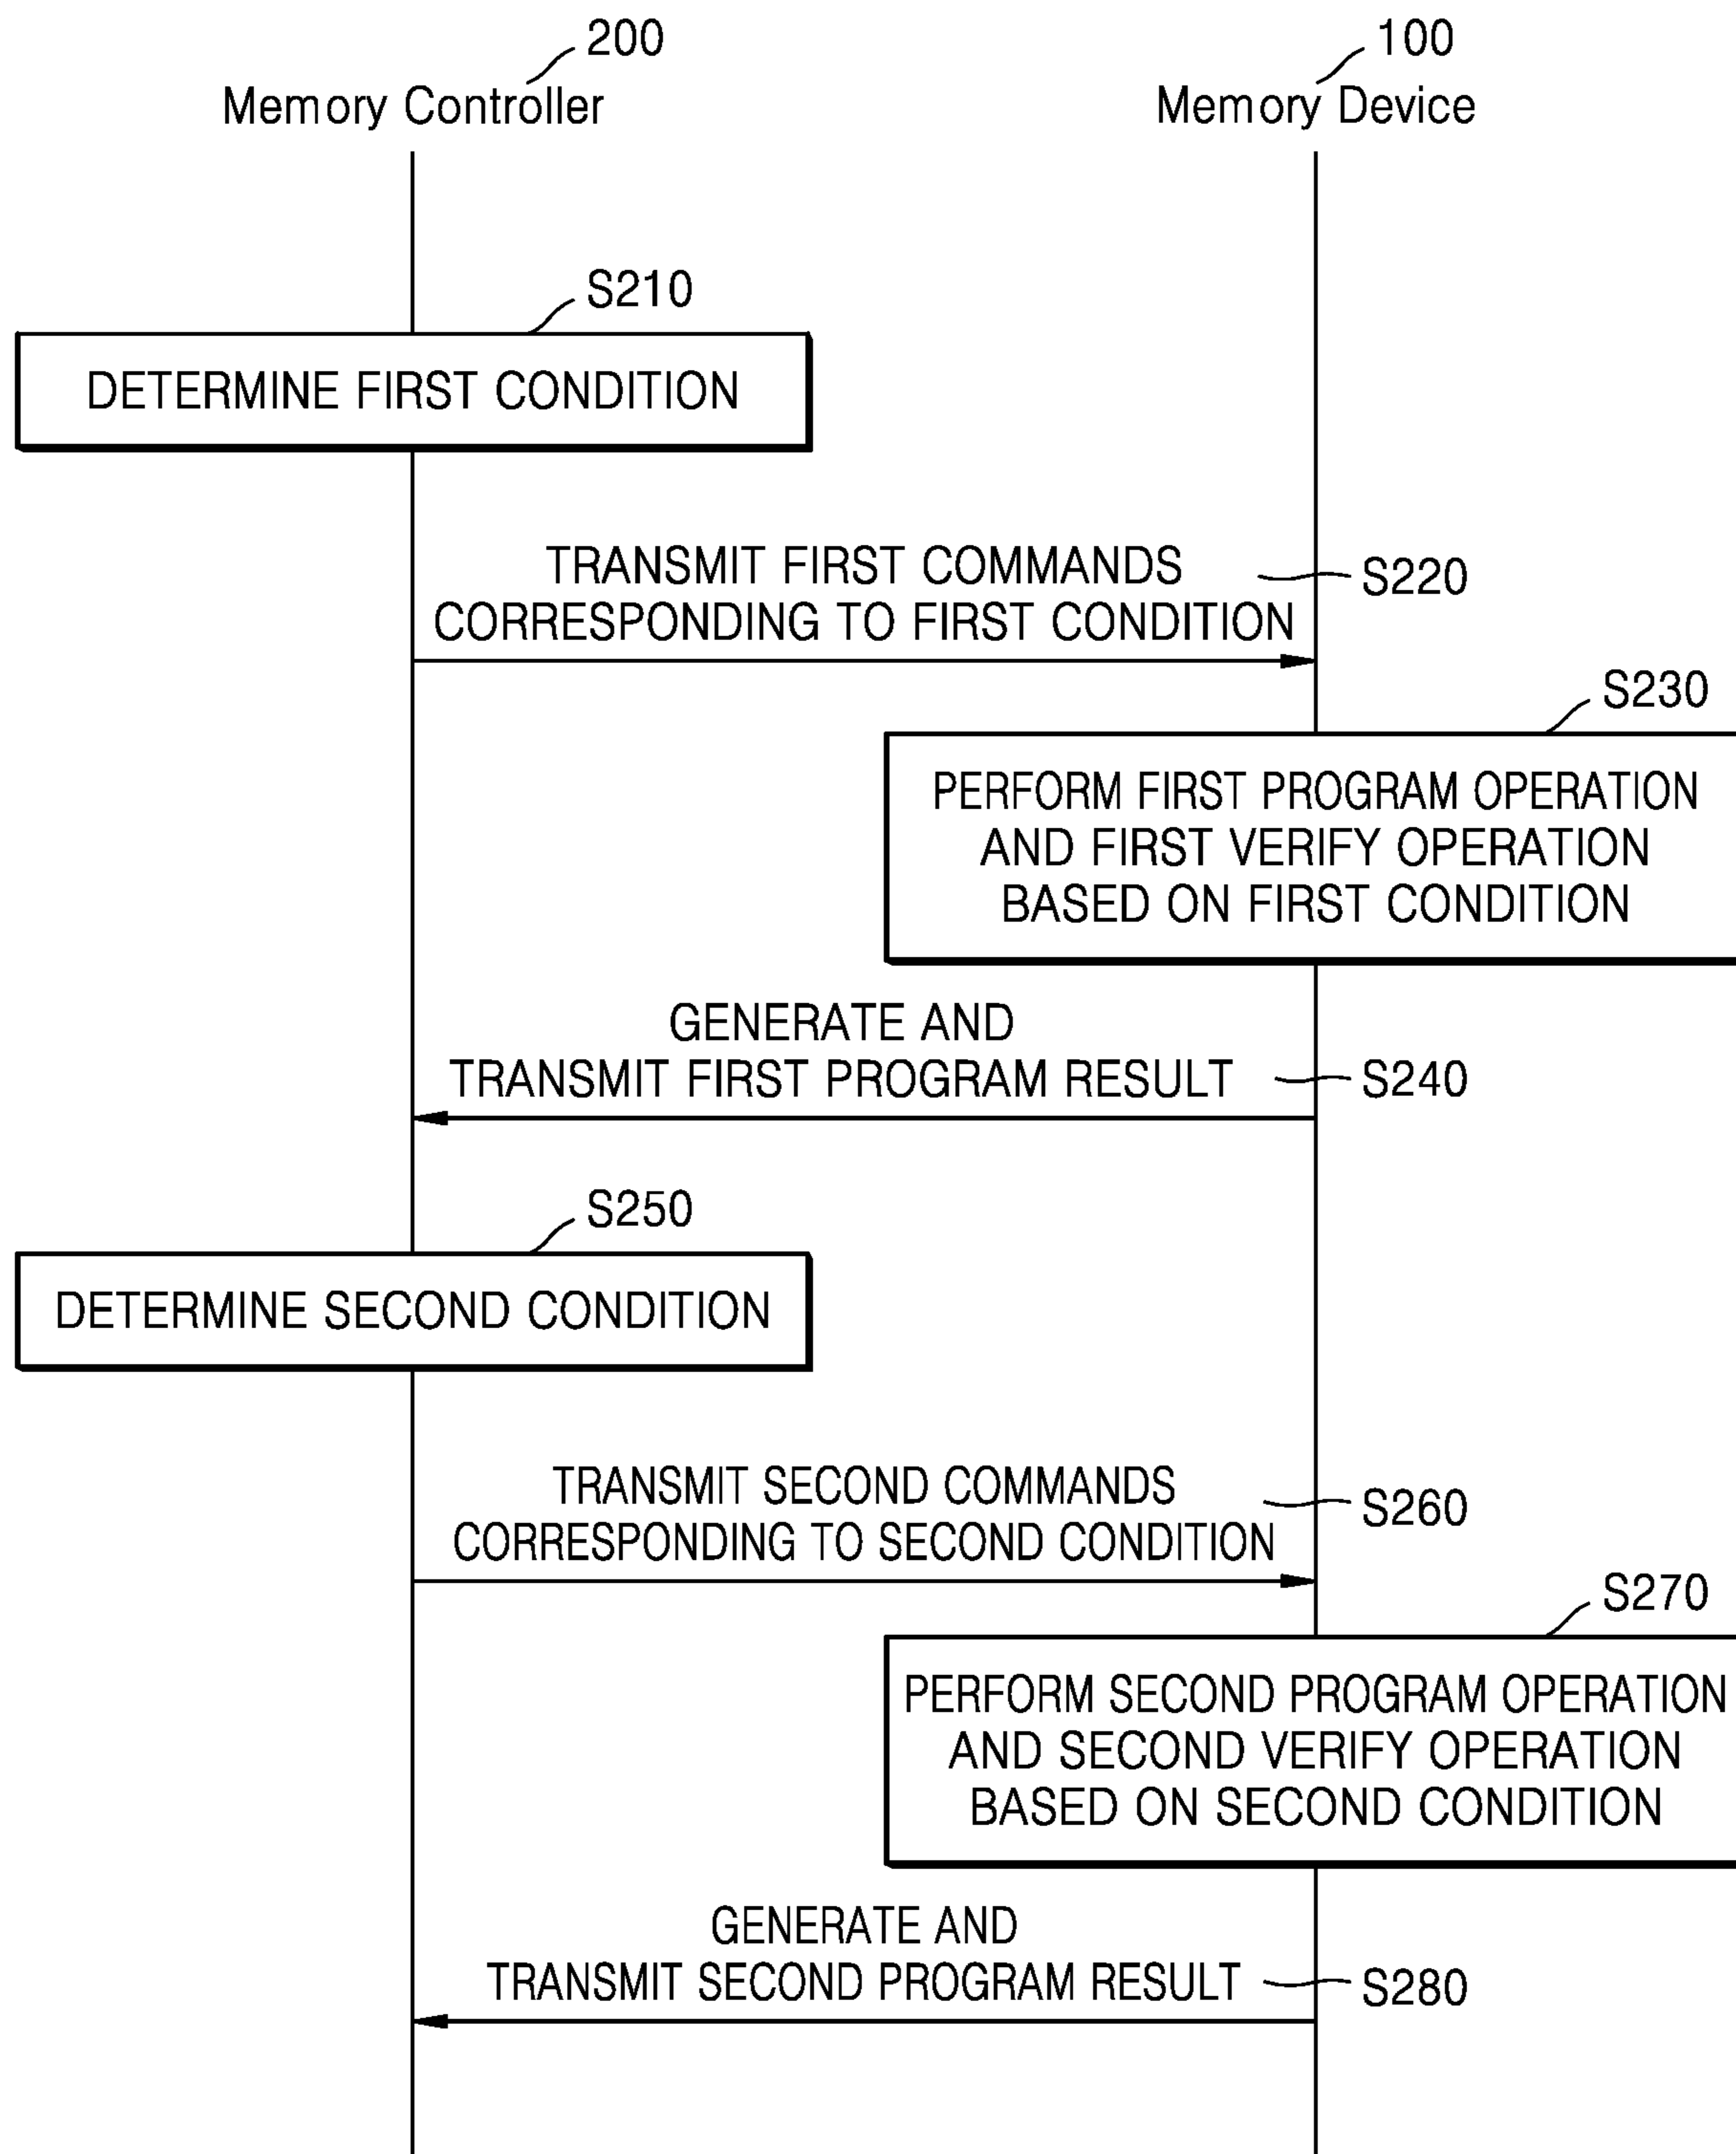 200
100
Memory Controller
Memory Device
S210
DETERMINE FIRST CONDITION
TRANSMIT FIRST COMMANDS
CORRESPONDING TO FIRST CONDITION
S220
S230
PERFORM FIRST PROGRAM OPERATION
AND FIRST VERIFY OPERATION
BASED ON FIRST CONDITION
GENERATE AND
TRANSMIT FIRST PROGRAM RESULT
S240
S250
DETERMINE SECOND CONDITION
TRANSMIT SECOND COMMANDS
CORRESPONDING TO SECOND CONDITION
S260
S270
PERFORM SECOND PROGRAM OPERATION
AND SECOND VERIFY OPERATION
BASED ON SECOND CONDITION
GENERATE AND
TRANSMIT SECOND PROGRAM RESULT
S280